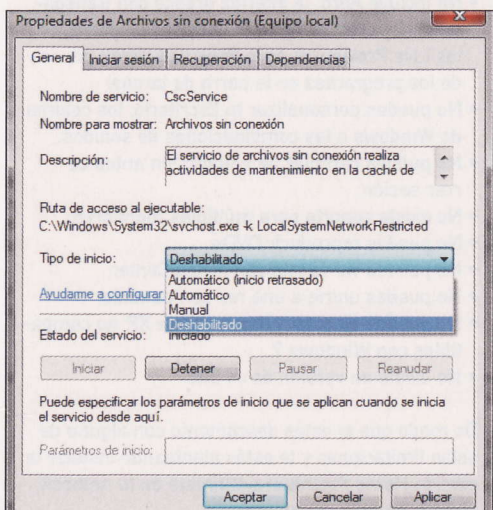 Propiedades de Archivos sin conexión (Equipo local)
General
Iniciar sesión
Recuperación
Dependencias
Nombre de servicio:
CscService
Nombre para mostrar:
Archivos sin conexión
Descripción:
El servicio de archivos sin conexión realiza
actividades de mantenimiento en la caché de
Ruta de acceso al ejecutable:
C:\Windows\System32\svchost.exe -k LocalSystemNetworkRestricted
Tipo de inicio:
Deshabilitado
Automático (inicio retrasado)
Ayudarme a configurar
Automático
Manual
Deshabilitado
Estado del servicio:
Iniciado
Iniciar
Detener
Pausar
Reanudar
Puede especificar los parámetros de inicio que se aplican cuando se inicia
el servicio desde aquí.
Parámetros de inicio:
Aceptar
Cancelar
Aplicar